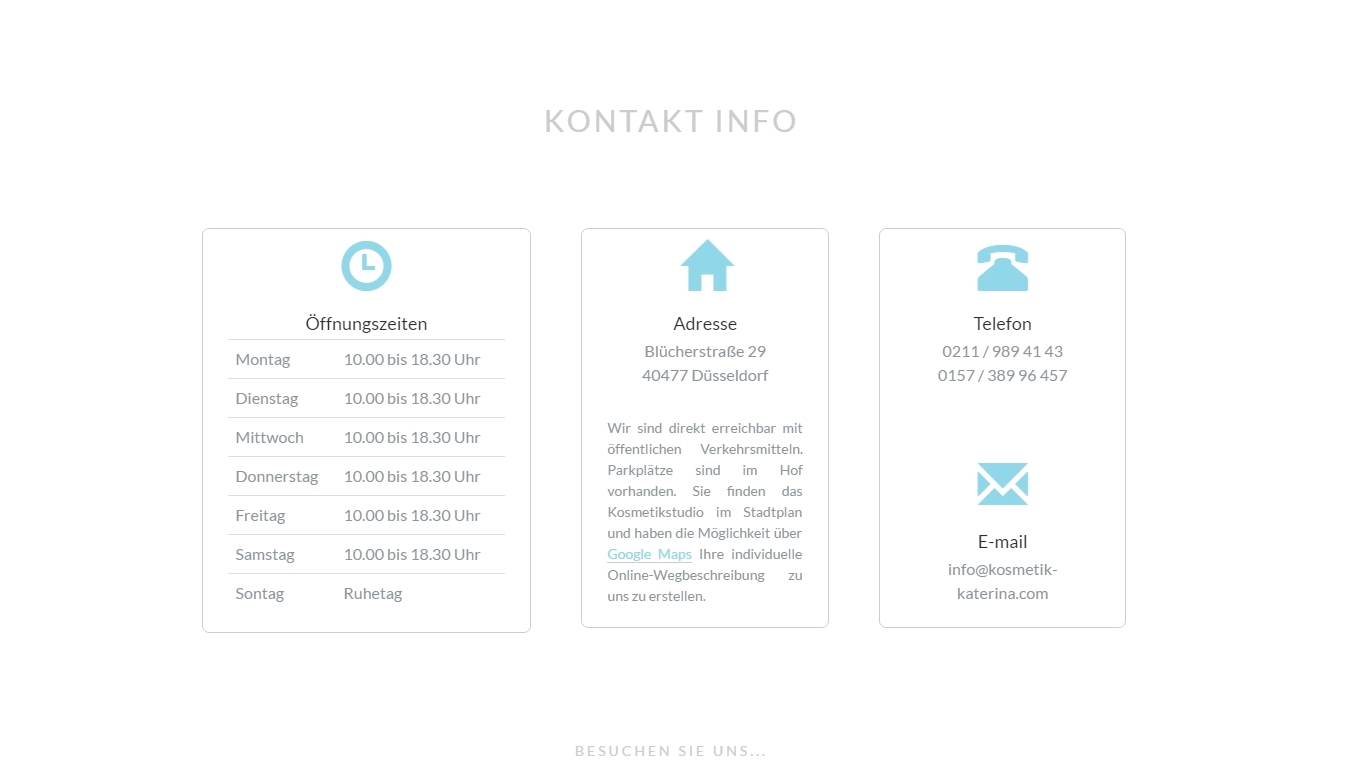 KONTAKT INFO
Öffnungszeiten
Montag 10.00 bis 18.30 Uhr
Dienstag 10.00 bis 18.30 Uhr
Mittwoch 10.00 bis 18.30 Uhr
Donnerstag 10.00 bis 18.30 Uhr
Freitag 10.00 bis 18.30 Uhr
Samstag 10.00 bis 18.30 Uhr
Sontag Ruhetag
Adresse
Blücherstraße 29
40477 Düsseldorf
Wir sind direkt erreichbar mit
öffentlichen Verkehrsmitteln.
Parkplätze sind im Hof
vorhanden. Sie finden das
Kosmetikstudio im Stadtplan
und haben die Möglichkeit über
Google Maps Ihre individuelle
Online-Wegbeschreibung zu
uns zu erstellen.
Telefon
0211 / 989 41 43
0157 / 389 96 457
E-mail
info@kosmetik-
katerina.com
BESUCHEN SIE UNS...